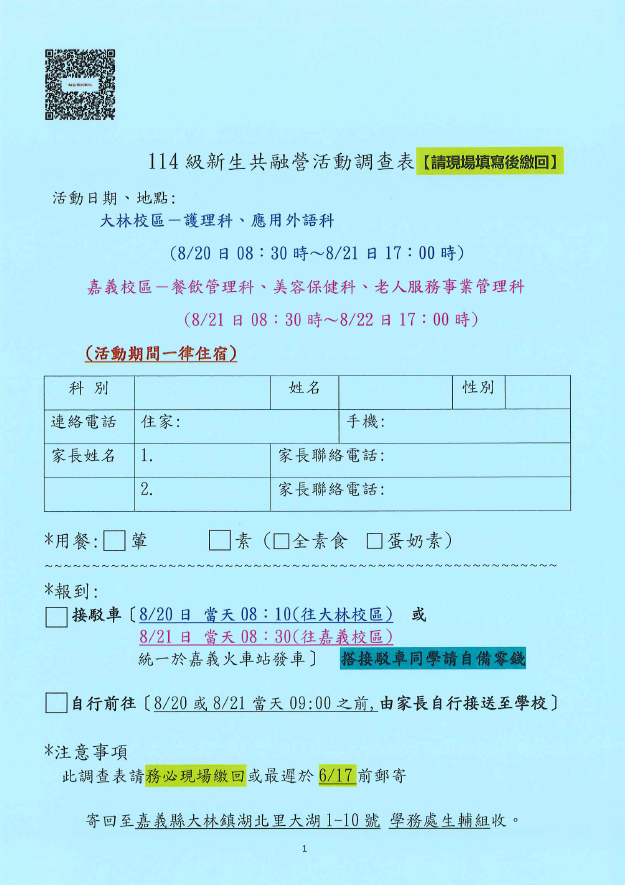 114 級新生共融營活動調查表【請現場填寫後繳回】
活動日期、地點:
大林校區－護理科、應用外語科
(8/20 日 08：30 時～8/21 日 17：00 時)
嘉義校區－餐飲管理科、美容保健科、老人服務事業管理科
(8/21 日 08：30 時～8/22 日 17：00 時)
(活動期間一律住宿)
科 別 姓名 性別
連絡電話 住家: 手機:
家長姓名 1. 家長聯絡電話:
2. 家長聯絡電話:
*用餐:□ 葷 □素（□全素食 □蛋奶素）
~~~~~~~~~~~~~~~~~~~~~~~~~~~~~~~~~~~~~~~~~~~~~~~~~~~~~~~~
*報到:
□接駁車〔8/20 日 當天 08：10(往大林校區) 或
8/21 日 當天 08：30(往嘉義校區)
統一於嘉義火車站發車〕 搭接駁車同學請自備零錢
□自行前往〔8/20 或 8/21 當天 09:00 之前,由家長自行接送至學校〕
*注意事項
此調查表請務必現場繳回或最遲於 6/17 前郵寄
寄回至嘉義縣大林鎮湖北里大湖 1-10 號 學務處生輔組收。
1